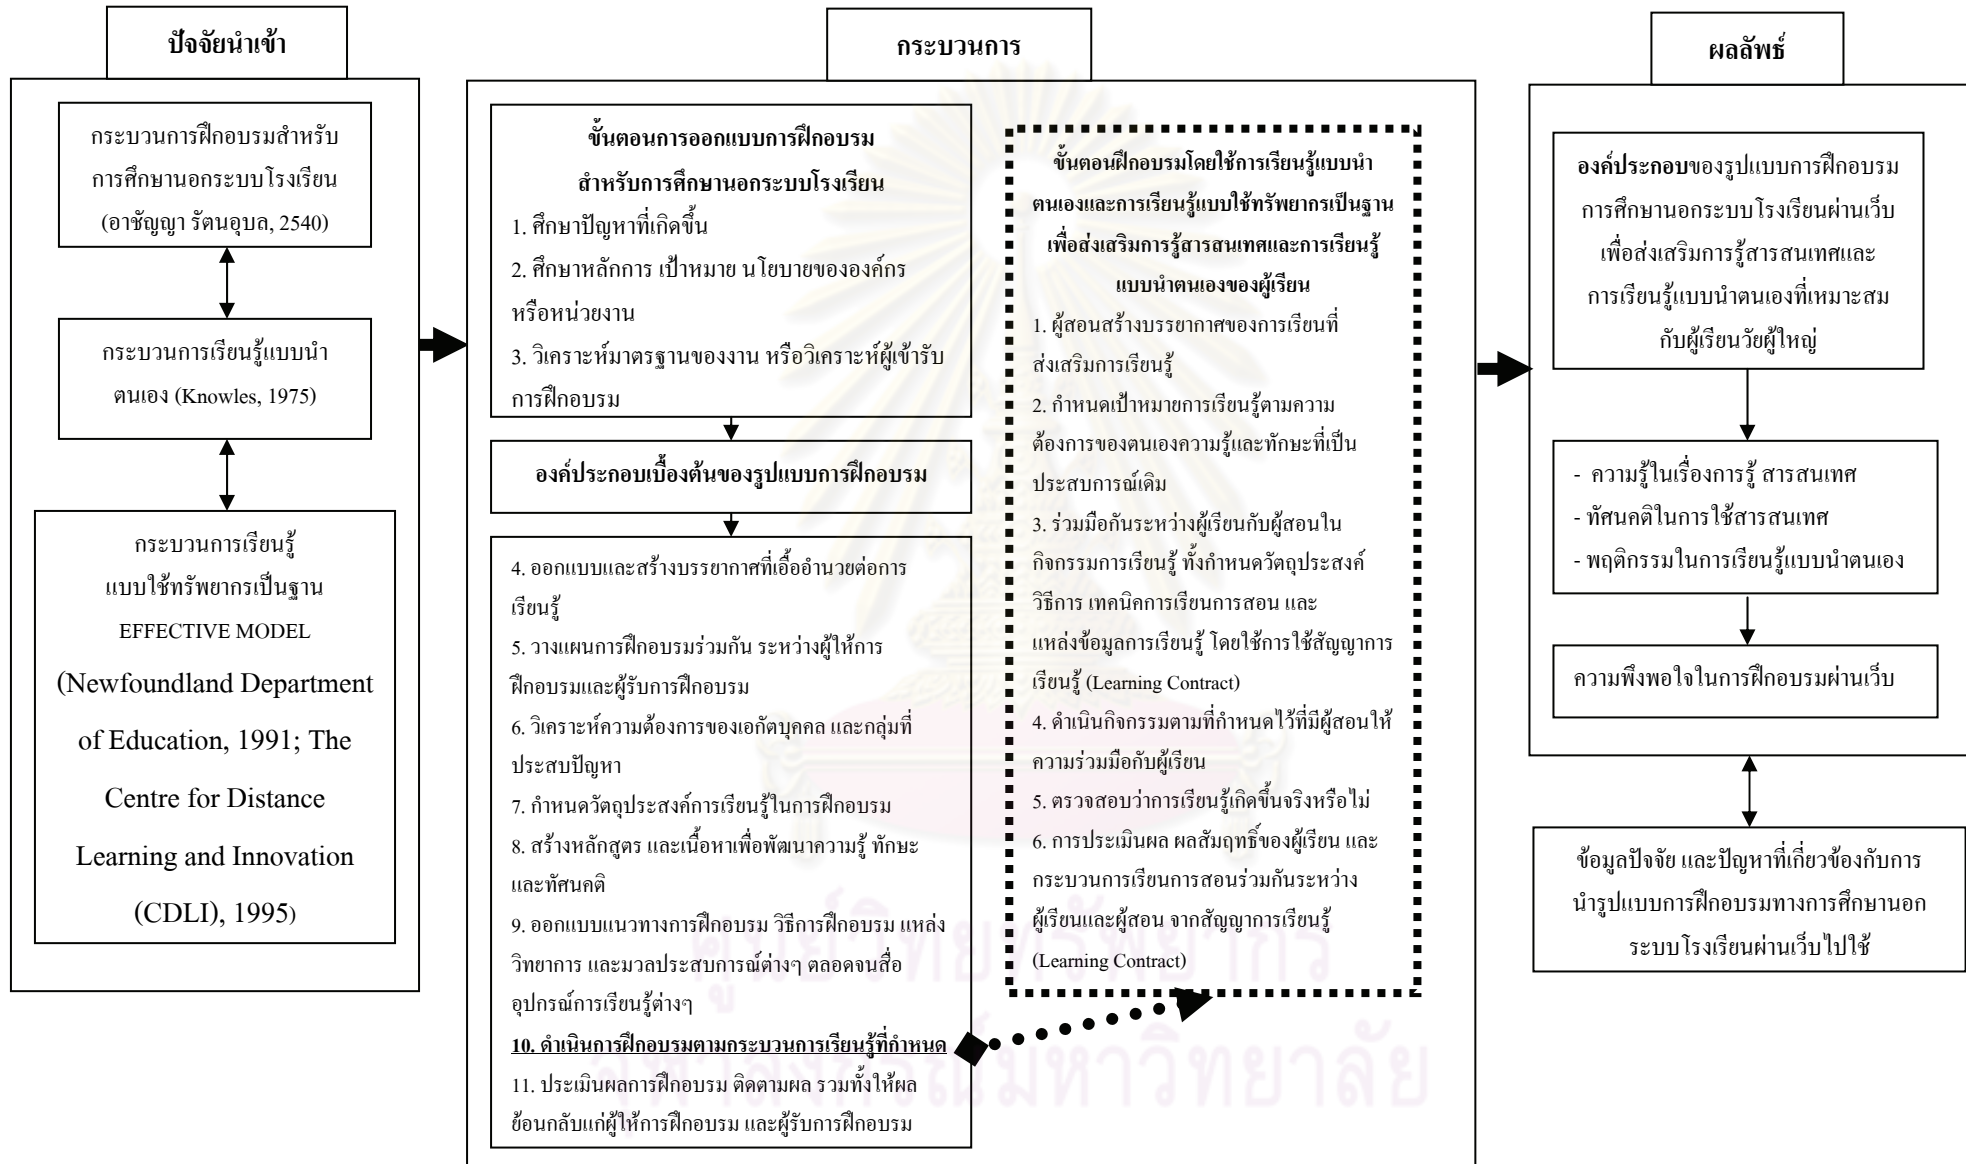 ปัจจัยนำเข้า
กระบวนการฝึกอบรมสำหรับ
การศึกษานอกระบบโรงเรียน
(อาชัญญา รัตนอุบล, 2540)
กระบวนการเรียนรู้แบบนำ
ตนเอง (Knowles, 1975)
กระบวนการเรียนรู้
แบบใช้ทรัพยากรเป็นฐาน
EFFECTIVE MODEL
(Newfoundland Department
of Education, 1991; The
Centre for Distance
Learning and Innovation
(CDLI), 1995)
กระบวนการ
ขั้นตอนการออกแบบการฝึกอบรม
สำหรับการศึกษานอกระบบโรงเรียน
1. ศึกษาปัญหาที่เกิดขึ้น
2. ศึกษาหลักการ เป้าหมาย นโยบายขององค์กร
หรือหน่วยงาน
3. วิเคราะห์มาตรฐานของงาน หรือวิเคราะห์ผู้เข้ารับ
การฝึกอบรม
องค์ประกอบเบื้องต้นของรูปแบบการฝึกอบรม
4. ออกแบบและสร้างบรรยากาศที่เอื้ออำนวยต่อการ
เรียนรู้
5. วางแผนการฝึกอบรมร่วมกัน ระหว่างผู้ให้การ
ฝึกอบรมและผู้รับการฝึกอบรม
6. วิเคราะห์ความต้องการของเอกัตบุคคล และกลุ่มที่
ประสบปัญหา
7. กำหนดวัตถุประสงค์การเรียนรู้ในการฝึกอบรม
8. สร้างหลักสูตร และเนื้อหาเพื่อพัฒนาความรู้ ทักษะ
และทัศนคติ
9. ออกแบบแนวทางการฝึกอบรม วิธีการฝึกอบรม แหล่ง
วิทยาการ และมวลประสบการณ์ต่างๆ ตลอดจนสื่อ
อุปกรณ์การเรียนรู้ต่างๆ
10. ดำเนินการฝึกอบรมตามกระบวนการเรียนรู้ที่กำหนด
11. ประเมินผลการฝึกอบรม ติดตามผล รวมทั้งให้ผล
ย้อนกลับแก่ผู้ให้การฝึกอบรม และผู้รับการฝึกอบรม
ขั้นตอนฝึกอบรมโดยใช้การเรียนรู้แบบนำ
ตนเองและการเรียนรู้แบบใช้ทรัพยากรเป็นฐาน
เพื่อส่งเสริมการรู้สารสนเทศและการเรียนรู้
แบบนำตนเองของผู้เรียน
1. ผู้สอนสร้างบรรยากาศของการเรียนที่
ส่งเสริมการเรียนรู้
2. กำหนดเป้าหมายการเรียนรู้ตามความ
ต้องการของตนเองความรู้และทักษะที่เป็น
ประสบการณ์เดิม
3. ร่วมมือกันระหว่างผู้เรียนกับผู้สอนใน
กิจกรรมการเรียนรู้ ทั้งกำหนดวัตถุประสงค์
วิธีการ เทคนิคการเรียนการสอน และ
แหล่งข้อมูลการเรียนรู้ โดยใช้การใช้สัญญาการ
เรียนรู้ (Learning Contract)
4. ดำเนินกิจกรรมตามที่กำหนดไว้ที่มีผู้สอนให้
ความร่วมมือกับผู้เรียน
5. ตรวจสอบว่าการเรียนรู้เกิดขึ้นจริงหรือไม่
6. การประเมินผล ผลสัมฤทธิ์ของผู้เรียน และ
กระบวนการเรียนการสอนร่วมกันระหว่าง
ผู้เรียนและผู้สอน จากสัญญาการเรียนรู้
(Learning Contract)
ผลลัพธ์
องค์ประกอบของรูปแบบการฝึกอบรม
การศึกษานอกระบบโรงเรียนผ่านเว็บ
เพื่อส่งเสริมการรู้สารสนเทศและ
การเรียนรู้แบบนำตนเองที่เหมาะสม
กับผู้เรียนวัยผู้ใหญ่
- ความรู้ในเรื่องการรู้ สารสนเทศ
- ทัศนคติในการใช้สารสนเทศ
- พฤติกรรมในการเรียนรู้แบบนำตนเอง
ความพึงพอใจในการฝึกอบรมผ่านเว็บ
ข้อมูลปัจจัย และปัญหาที่เกี่ยวข้องกับการ
นำรูปแบบการฝึกอบรมทางการศึกษานอก
ระบบโรงเรียนผ่านเว็บไปใช้
ศูนย์วิทยทรัพยากร
จุฬาลงกรณ์มหาวิทยาลัย